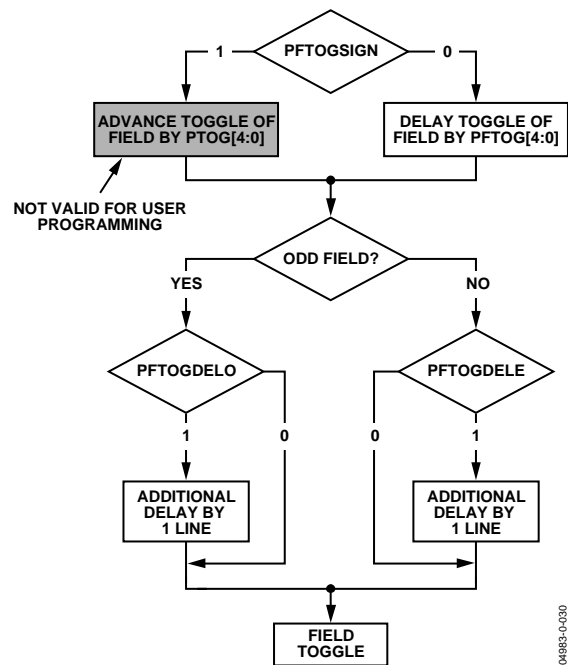 PFTOGSIGN
1
0
ADVANCE TOGGLE OF
FIELD BY PTOG[4:0]
DELAY TOGGLE OF
FIELD BY PFTOG[4:0]
NOT VALID FOR USER
PROGRAMMING
ODD FIELD?
YES
NO
PFTOGDELO
PFTOGDELE
1
0
0
1
ADDITIONAL
DELAY BY
1 LINE
ADDITIONAL
DELAY BY
1 LINE
FIELD
TOGGLE
04983-0-030